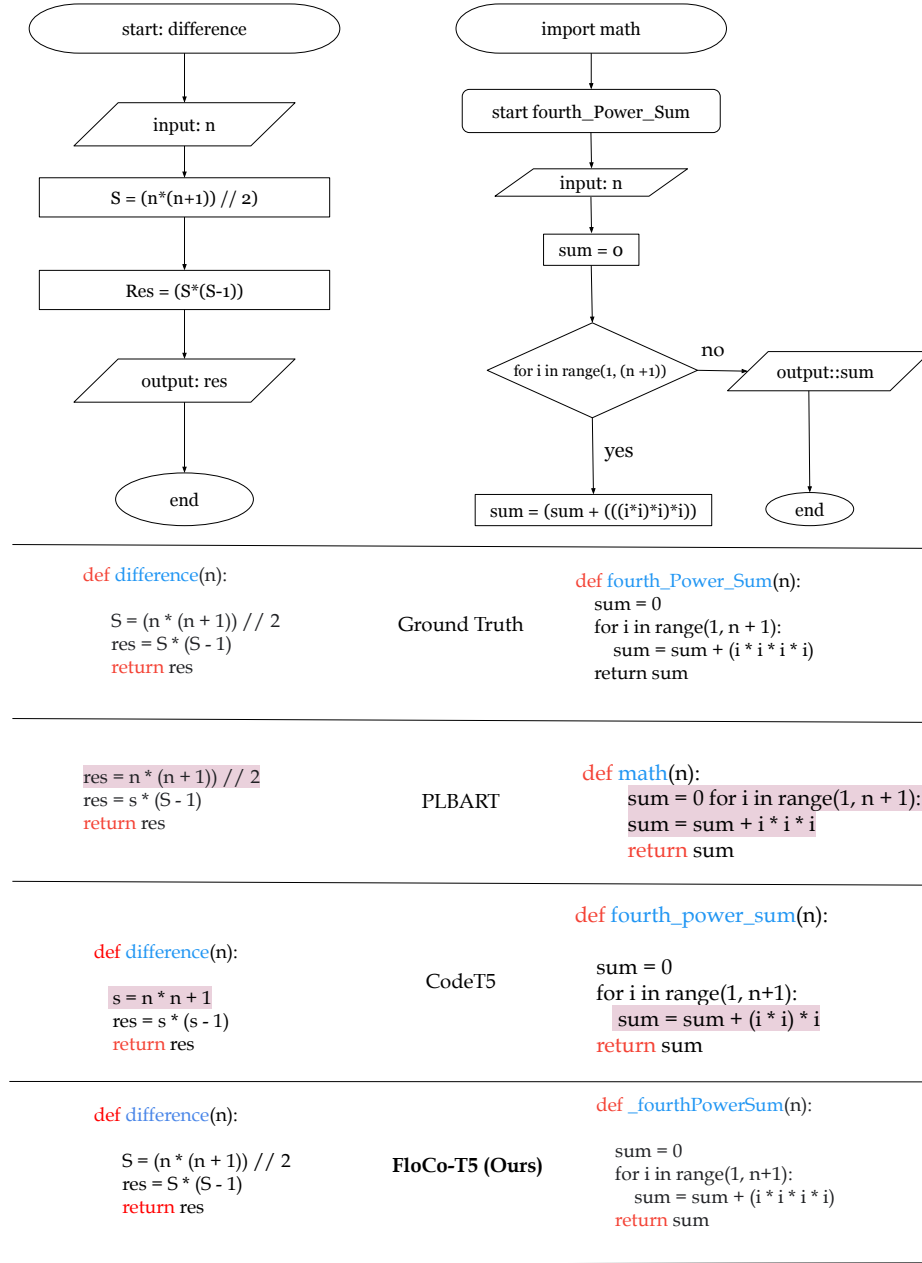 start: difference
input: n
S = (n*(n+1)) // 2)
Res = (S*(S-1))
output: res
end
import math
start fourth_Power_Sum
input: n
sum = 0
for i in range(1, (n +1))
no
output::sum
yes
sum = (sum + (((i*i)*i)*i))
end
def difference(n):
S = (n * (n + 1)) // 2
res = S * (S - 1)
return res
Ground Truth
def fourth_Power_Sum(n):
sum = 0
for i in range(1, n + 1):
sum = sum + (i * i * i * i)
return sum
res = n * (n + 1)) // 2
res = s * (S - 1)
return res
PLBART
def math(n):
sum = 0 for i in range(1, n + 1):
sum = sum + i * i * i
return sum
def difference(n):
s = n * n + 1
res = s * (s - 1)
return res
CodeT5
def fourth_power_sum(n):
sum = 0
for i in range(1, n+1):
sum = sum + (i * i) * i
return sum
def difference(n):
S = (n * (n + 1)) // 2
res = S * (S - 1)
return res
FloCo-T5 (Ours)
def _fourthPowerSum(n):
sum = 0
for i in range(1, n+1):
sum = sum + (i * i * i * i)
return sum